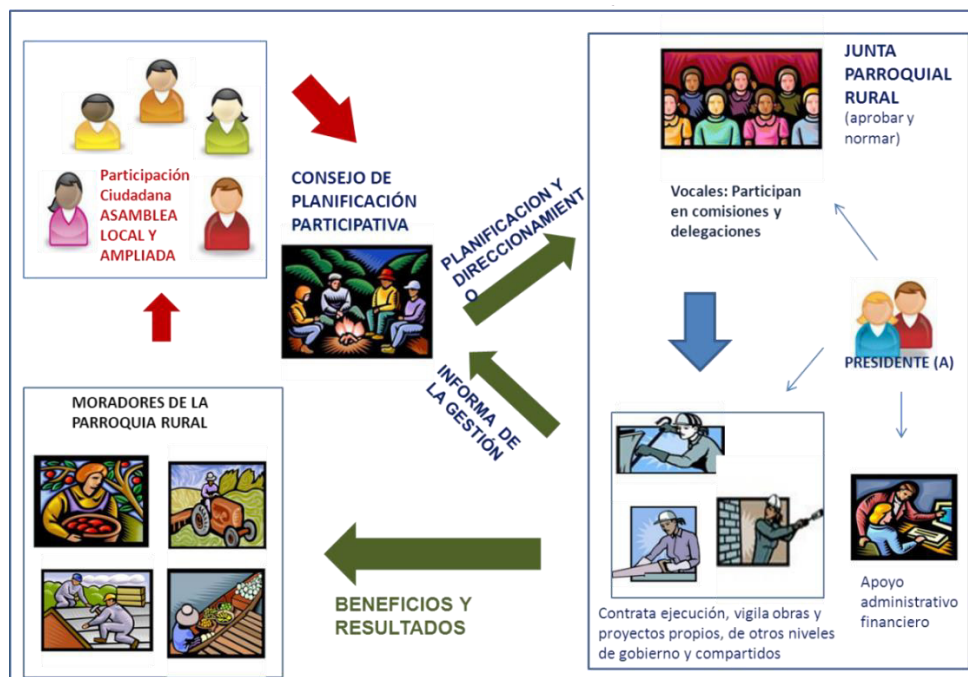 Participación
Ciudadana
ASAMBLEA
LOCAL Y
AMPLIADA
CONSEJO DE
PLANIFICACIÓN
PARTICIPATIVA
PLANIFICACION Y
DIRECCIONAMIENT
O
INFORMA DE
LA GESTIÓN
JUNTA
PARROQUIAL
RURAL
(aprobar y
normar)
Vocales: Participan
en comisiones y
delegaciones
PRESIDENTE (A)
MORADORES DE LA
PARROQUIA RURAL
BENEFICIOS Y
RESULTADOS
Contrata ejecución, vigila obras y
proyectos propios, de otros niveles
de gobierno y compartidos
Apoyo
administrativo
financiero